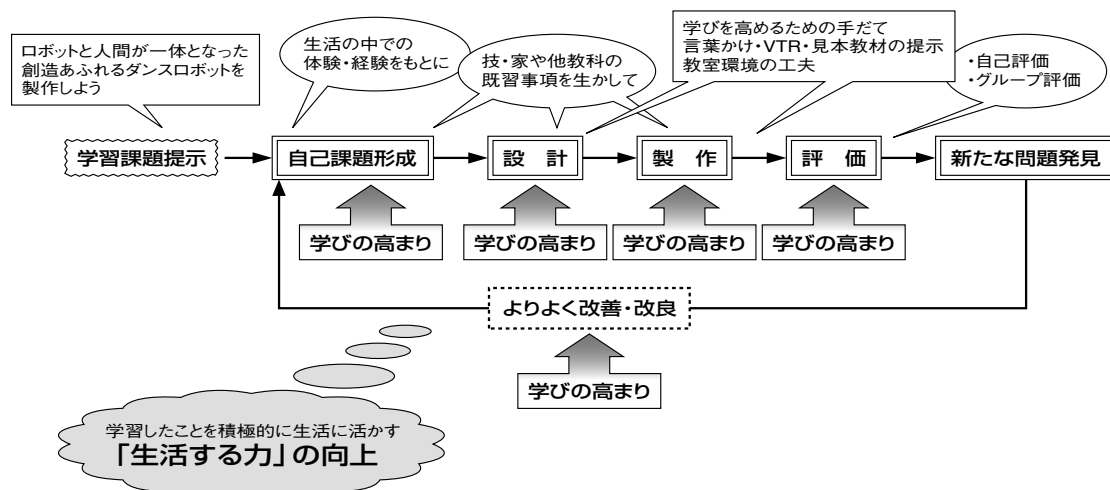 ロボットと人間が一体となった
創造あふれるダンスロボットを
製作しよう
生活の中での
体験・経験をもとに
技・家や他教科の
既習事項を生かして
学びを高めるための手だて
言葉かけ・VTR・見本教材の提示
教室環境の工夫
・自己評価
・グループ評価
学習課題提示
自己課題形成
設 計
製 作
評 価
新たな問題発見
学びの高まり
学びの高まり
学びの高まり
学びの高まり
よりよく改善・改良
学びの高まり
学習したことを積極的に生活に活かす
「生活する力」の向上